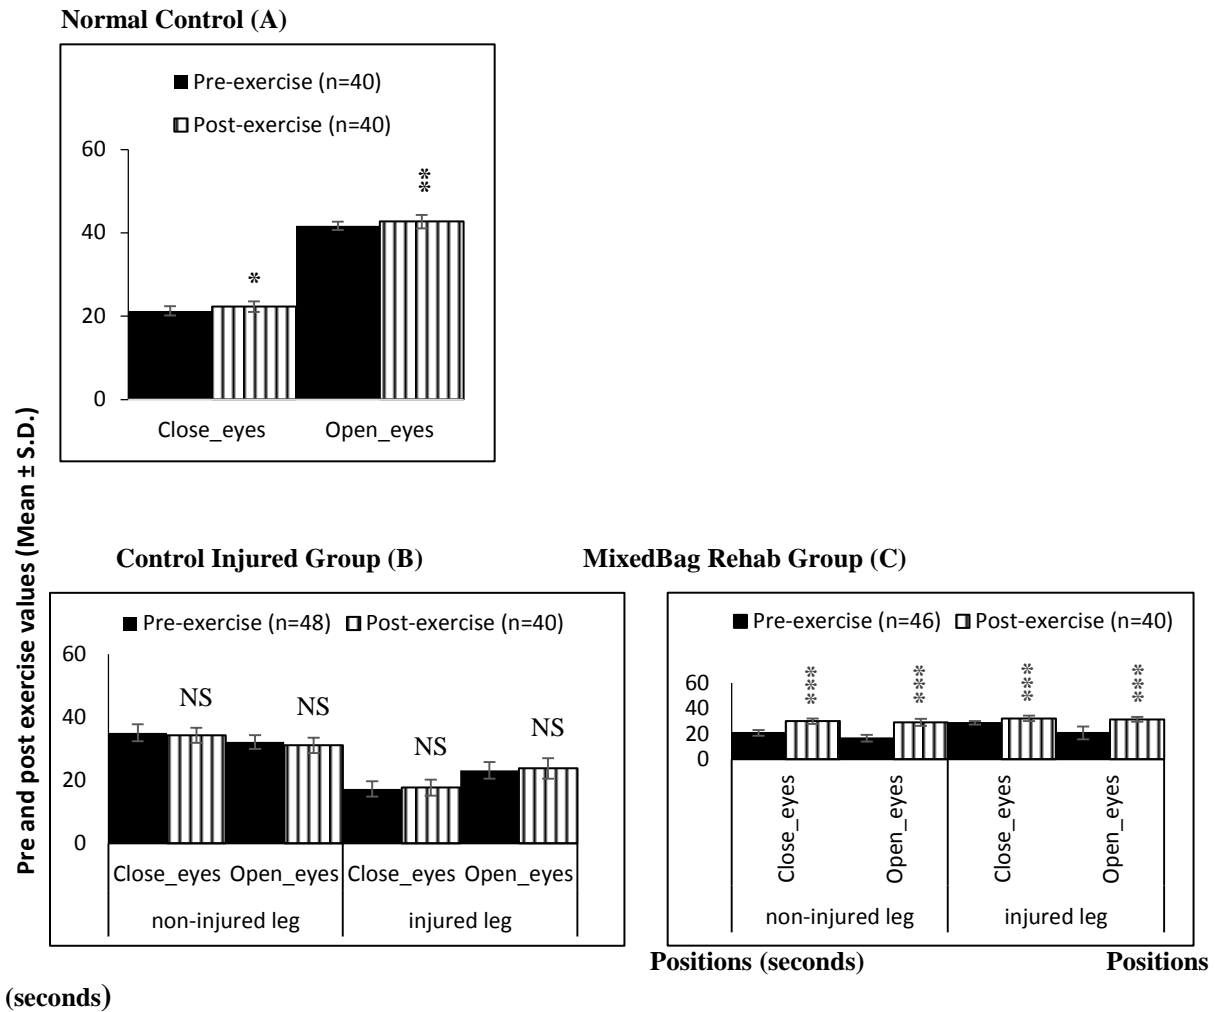 Normal Control (A)
Pre-exercise (n=40)
Post-exercise (n=40)
60
**
40
*
20
0
Close_eyes Open_eyes
Pre and post exercise values (Mean ± S.D.)
Control Injured Group (B)
Pre-exercise (n=48) Post-exercise (n=40)
60
NS NS NS NS
40
20
0
Close_eyes Open_eyes Close_eyes Open_eyes
non-injured leg injured leg
MixedBag Rehab Group (C)
Pre-exercise (n=46) Post-exercise (n=40)
*** *** *** ***
60
40
20
0
Close_eyes
Open_eyes
Close_eyes
Open_eyes
non-injured leg injured leg
Positions (seconds) Positions
(seconds)